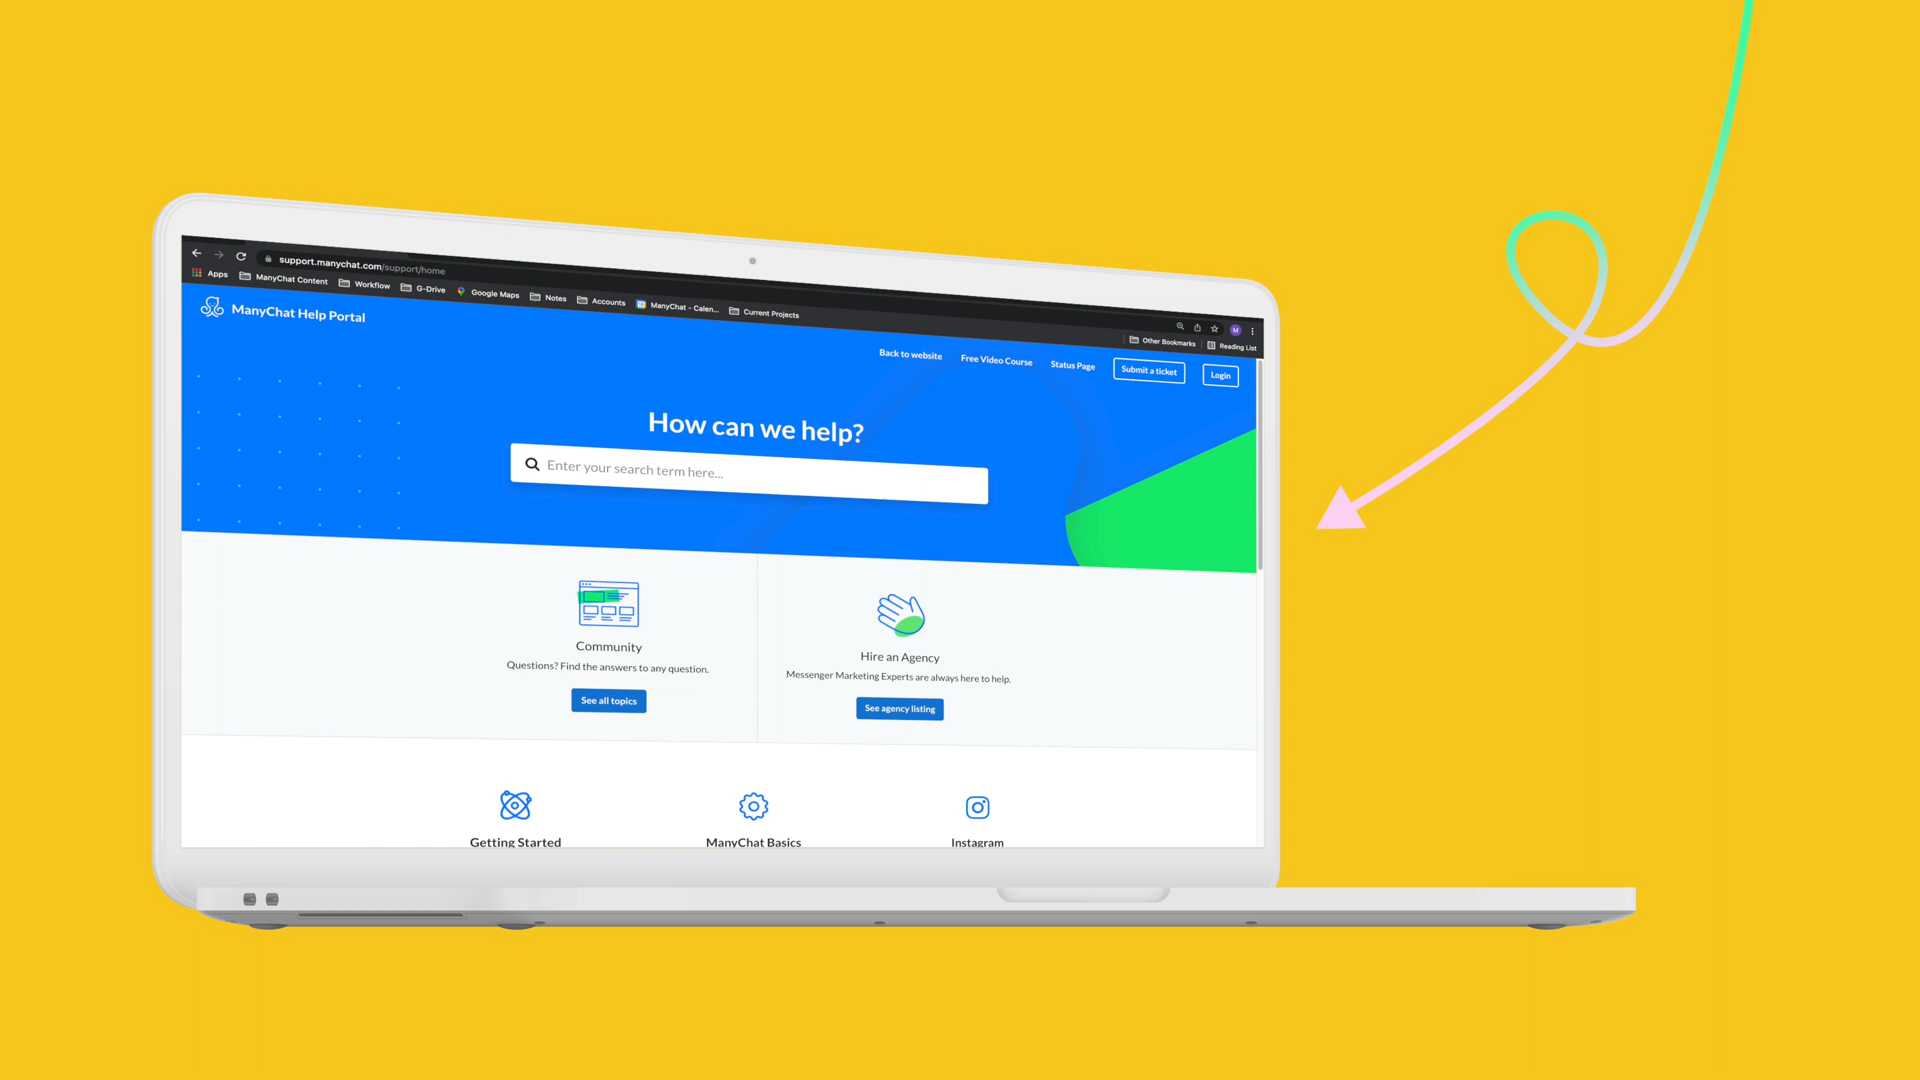 support.manychat.com/support/home
Apps ManyChat Content Workflow G-Drive Google Maps Notes Accounts ManyChat - Calen... Current Projects
Other Bookmarks Reading List
M
ManyChat Help Portal
Back to website Free Video Course Status Page Submit a ticket Login
How can we help?
Enter your search term here...
Community
Questions? Find the answers to any question.
See all topics
Hire an Agency
Messenger Marketing Experts are always here to help.
See agency listing
Getting Started ManyChat Basics Instagram